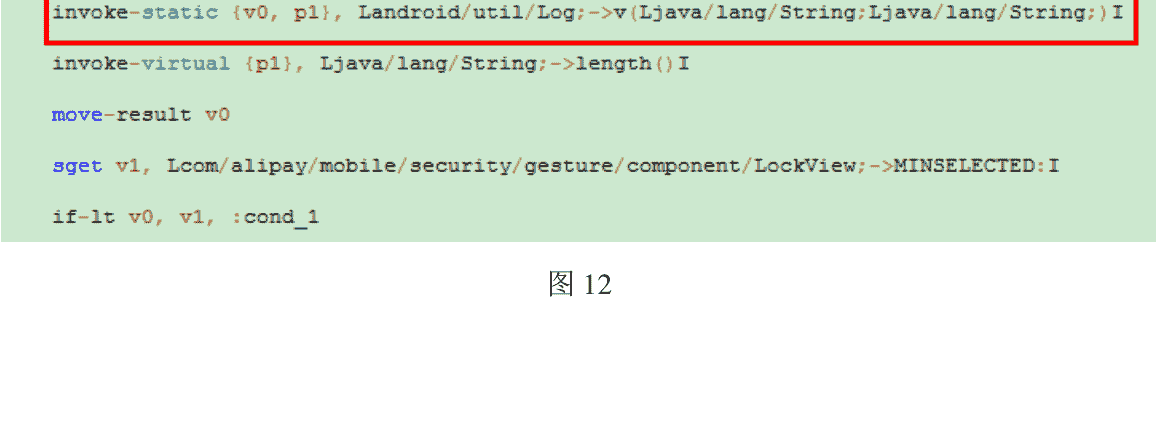 invoke-static {v0, p1}, Landroid/util/Log;->v(Ljava/lang/String;Ljava/lang/String;)I
invoke-virtual {p1}, Ljava/lang/String;->length()I
move-result v0
sget v1, Lcom/alipay/mobile/security/gesture/component/LockView;->MINSELECTED:I
if-lt v0, v1, :cond_1
图 12